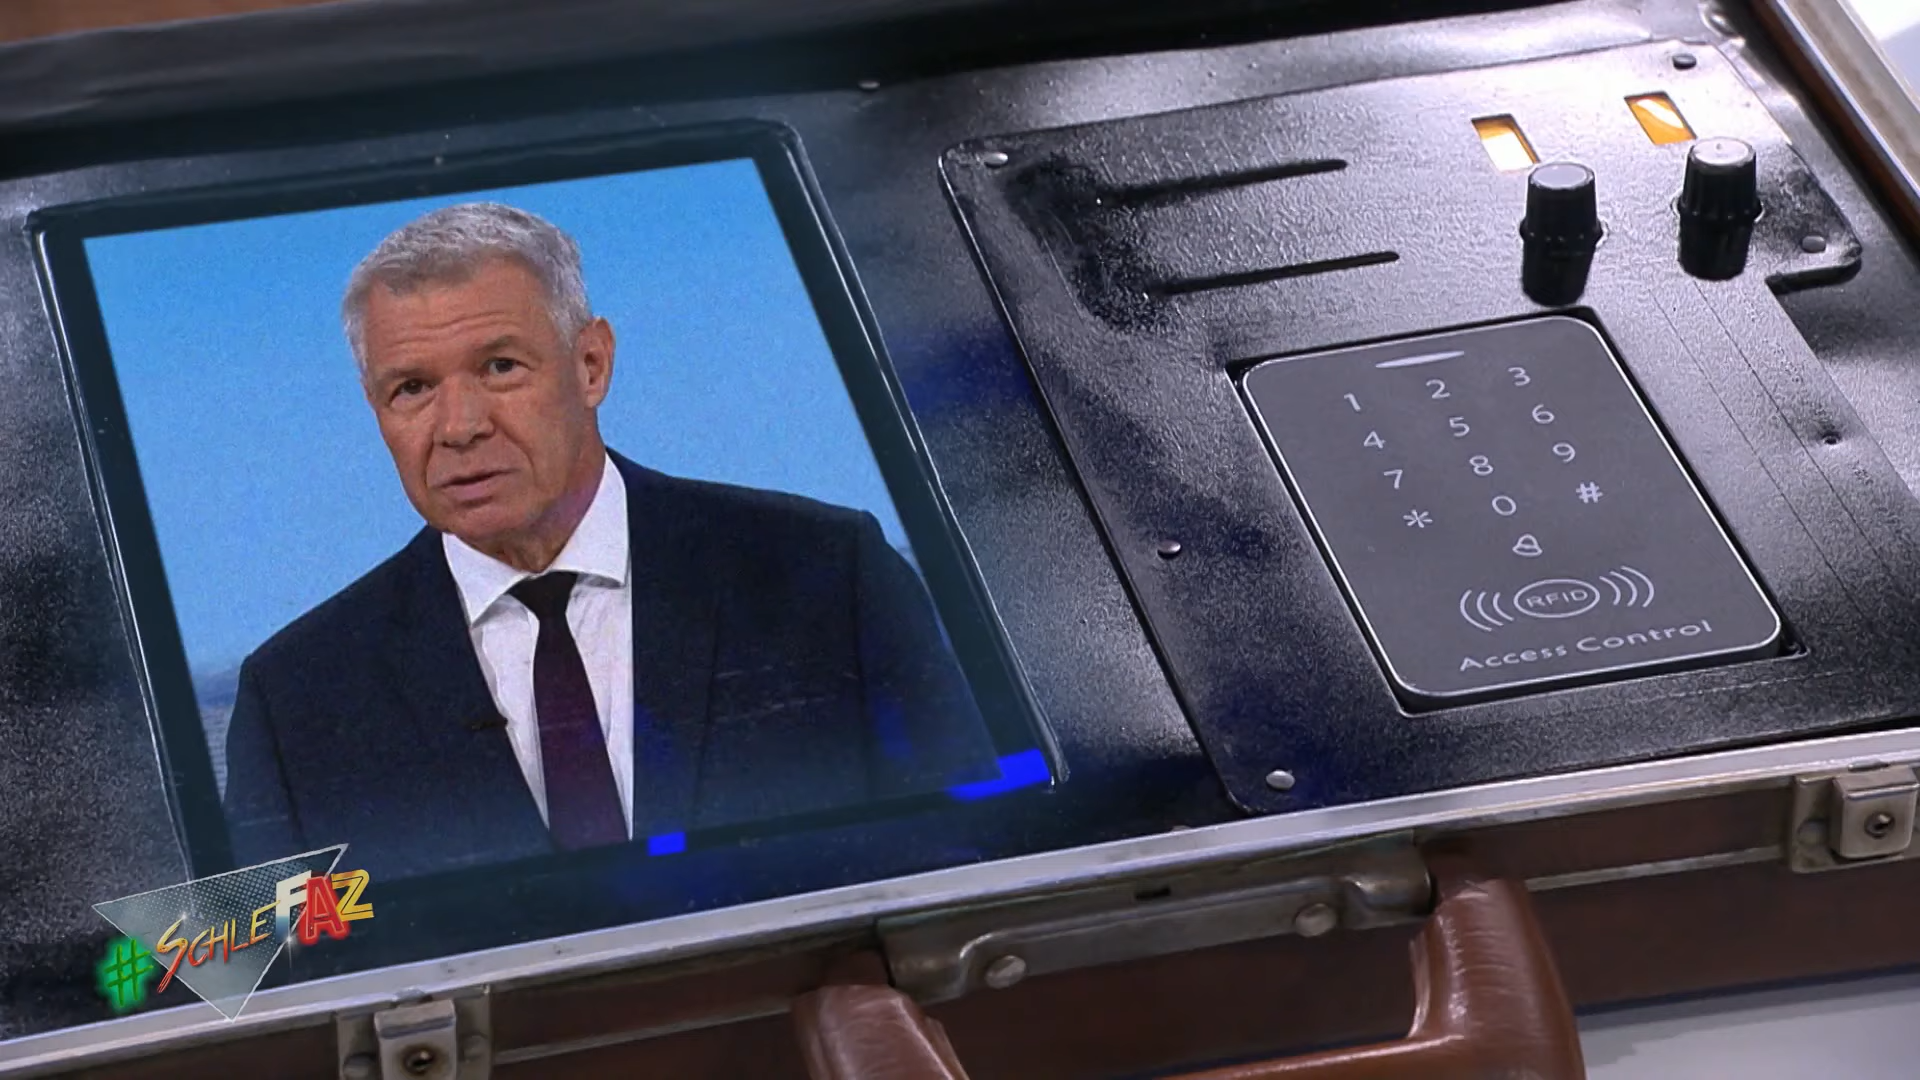 1 2 3
4 5 6
7 8 9
* 0 #
RFID
Access Control
#SCHLEFAZ